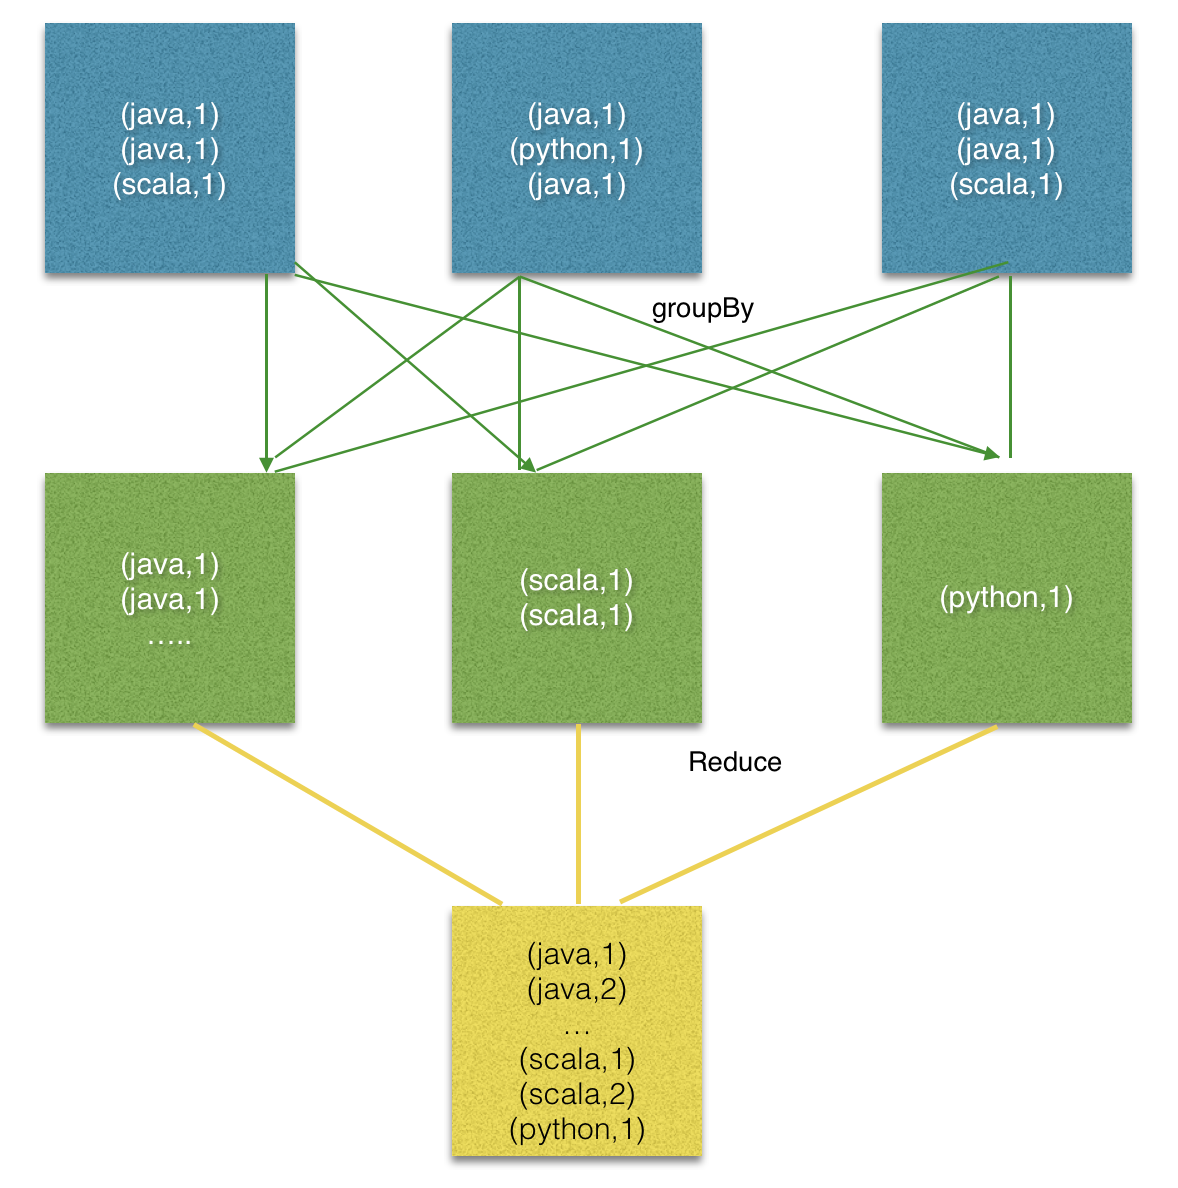 (java,1)
(java,1)
(scala,1)
(java,1)
(python,1)
(java,1)
(java,1)
(java,1)
(scala,1)
groupBy
(java,1)
(java,1)
…..
(scala,1)
(scala,1)
(python,1)
Reduce
(java,1)
(java,2)
…
(scala,1)
(scala,2)
(python,1)